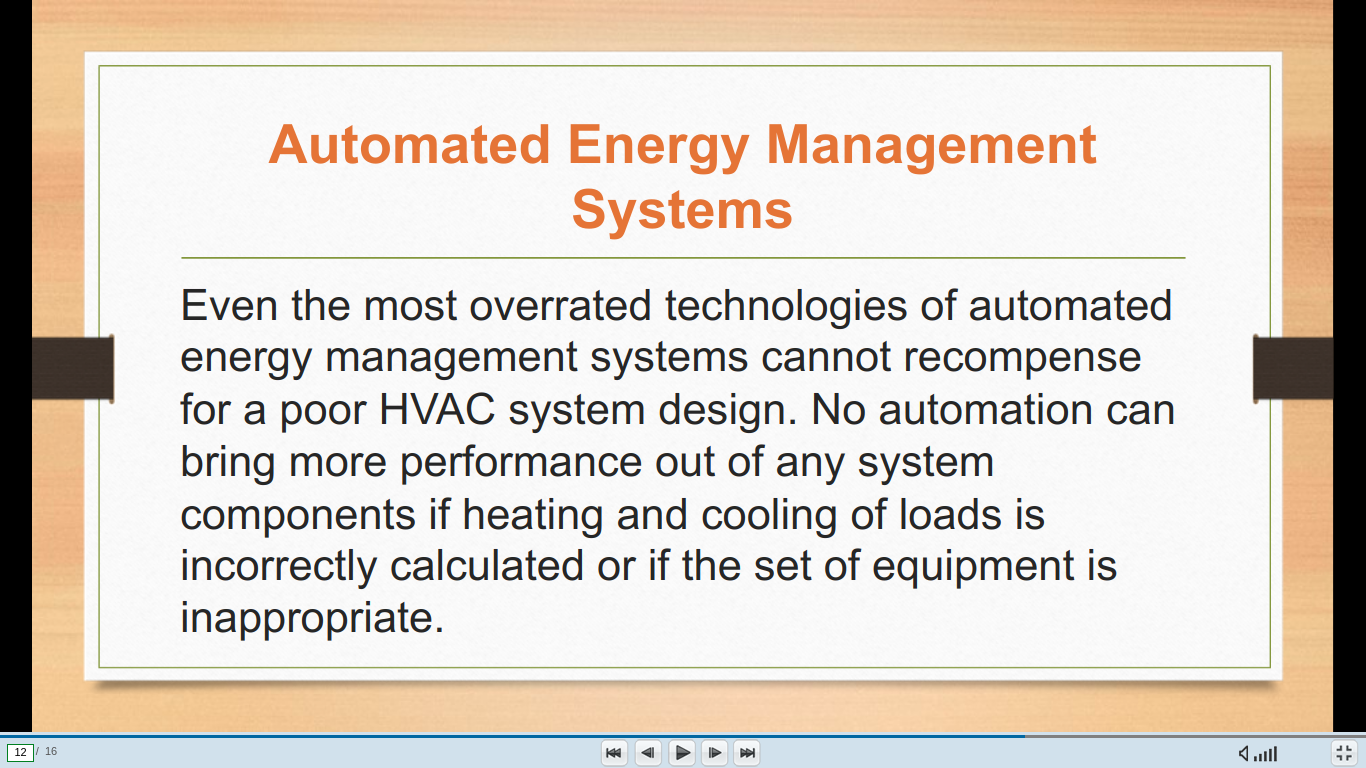 Automated Energy Management
Systems
Even the most overrated technologies of automated
energy management systems cannot recompense
for a poor HVAC system design. No automation can
bring more performance out of any system
components if heating and cooling of loads is
incorrectly calculated or if the set of equipment is
inappropriate.
12 / 16